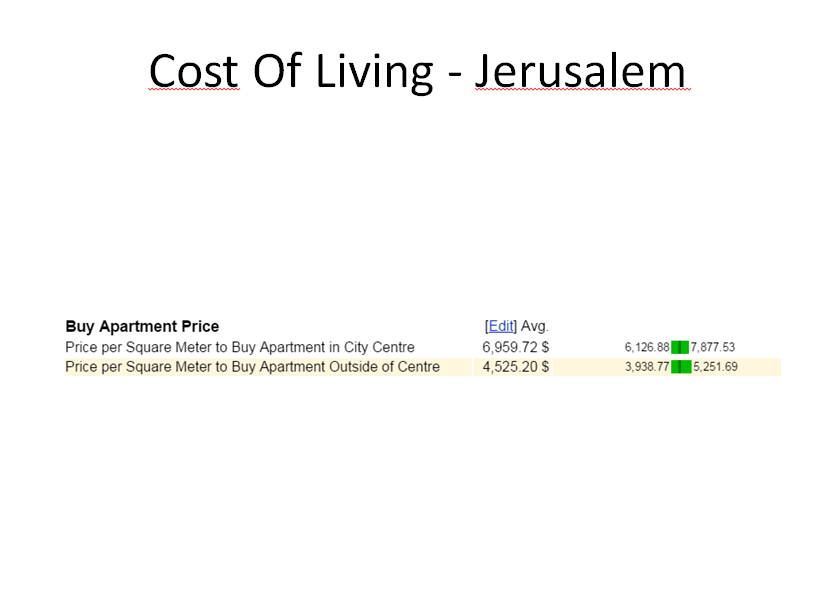 Cost Of Living - Jerusalem
Buy Apartment Price [Edit] Avg.
Price per Square Meter to Buy Apartment in City Centre 6,959.72 $ 6,126.88 7,877.53
Price per Square Meter to Buy Apartment Outside of Centre 4,525.20 $ 3,938.77 5,251.69